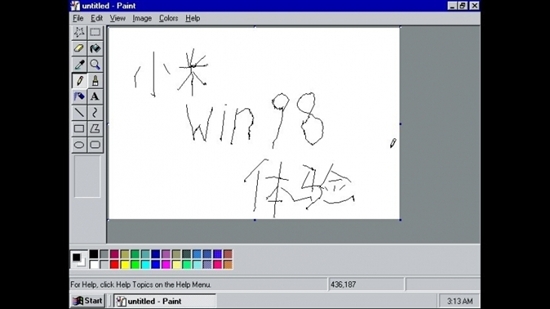 untitled - Paint
File Edit View Image Colors Help
小米
win98
体验
For Help, click Help Topics on the Help Menu.
436,187
Start
untitled - Paint
3:13 AM